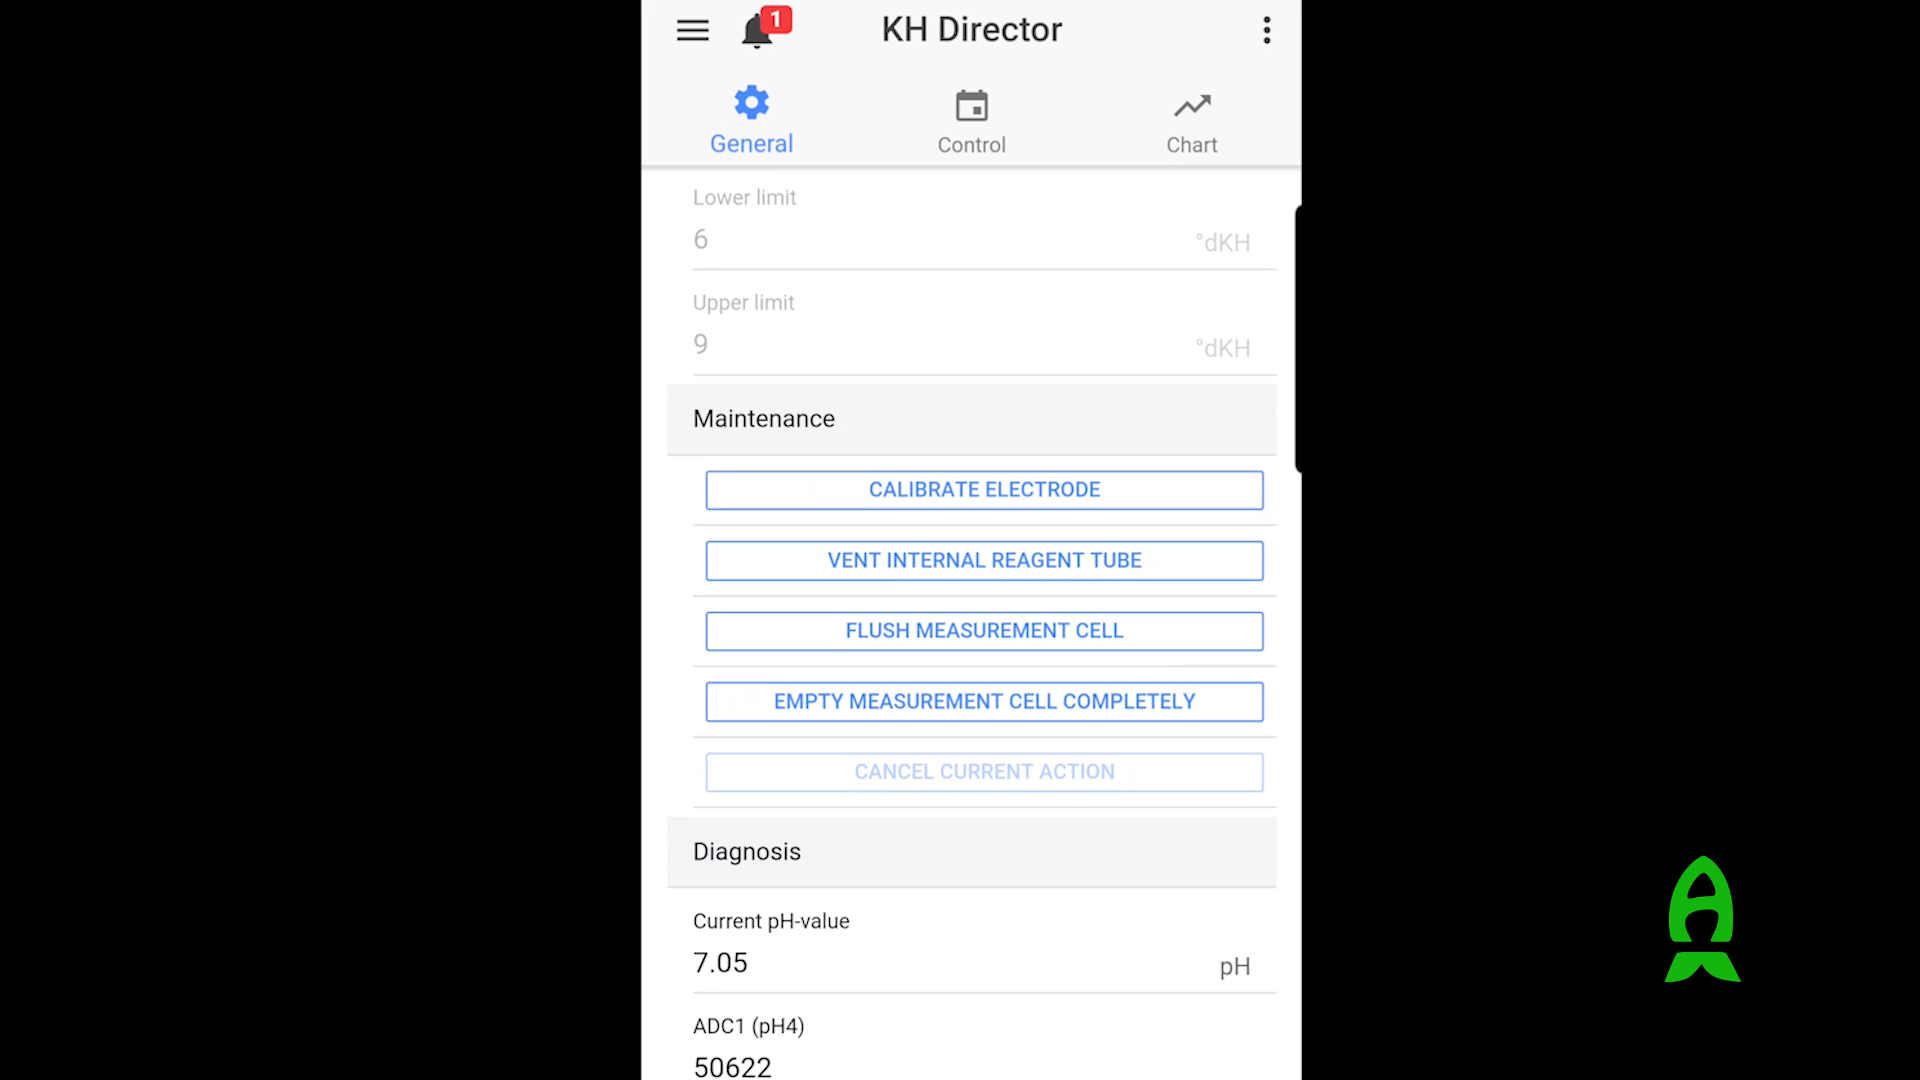 1
KH Director
General
Control
Chart
Lower limit
6
°dKH
Upper limit
9
°dKH
Maintenance
CALIBRATE ELECTRODE
VENT INTERNAL REAGENT TUBE
FLUSH MEASUREMENT CELL
EMPTY MEASUREMENT CELL COMPLETELY
CANCEL CURRENT ACTION
Diagnosis
Current pH-value
7.05
pH
ADC1 (pH4)
50622